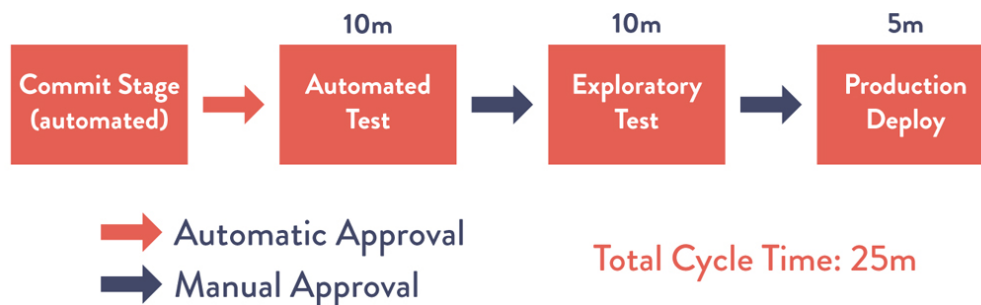 10m
10m
5m
Commit Stage
(automated)
Automated
Test
Exploratory
Test
Production
Deploy
Automatic Approval
Manual Approval
Total Cycle Time: 25m